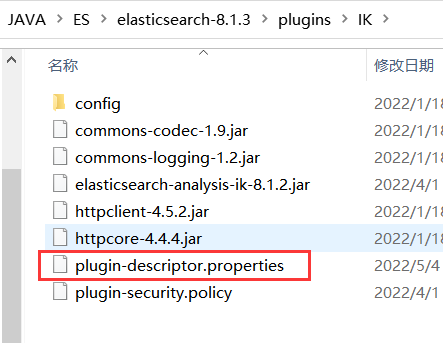 JAVA > ES > elasticsearch-8.1.3 > plugins > IK >
名称 修改日期
config 2022/1/18
commons-codec-1.9.jar 2022/1/18
commons-logging-1.2.jar 2022/1/18
elasticsearch-analysis-ik-8.1.2.jar 2022/4/1
httpclient-4.5.2.jar 2022/1/18
httpcore-4.4.4.jar 2022/1/18
plugin-descriptor.properties 2022/5/4
plugin-security.policy 2022/4/1